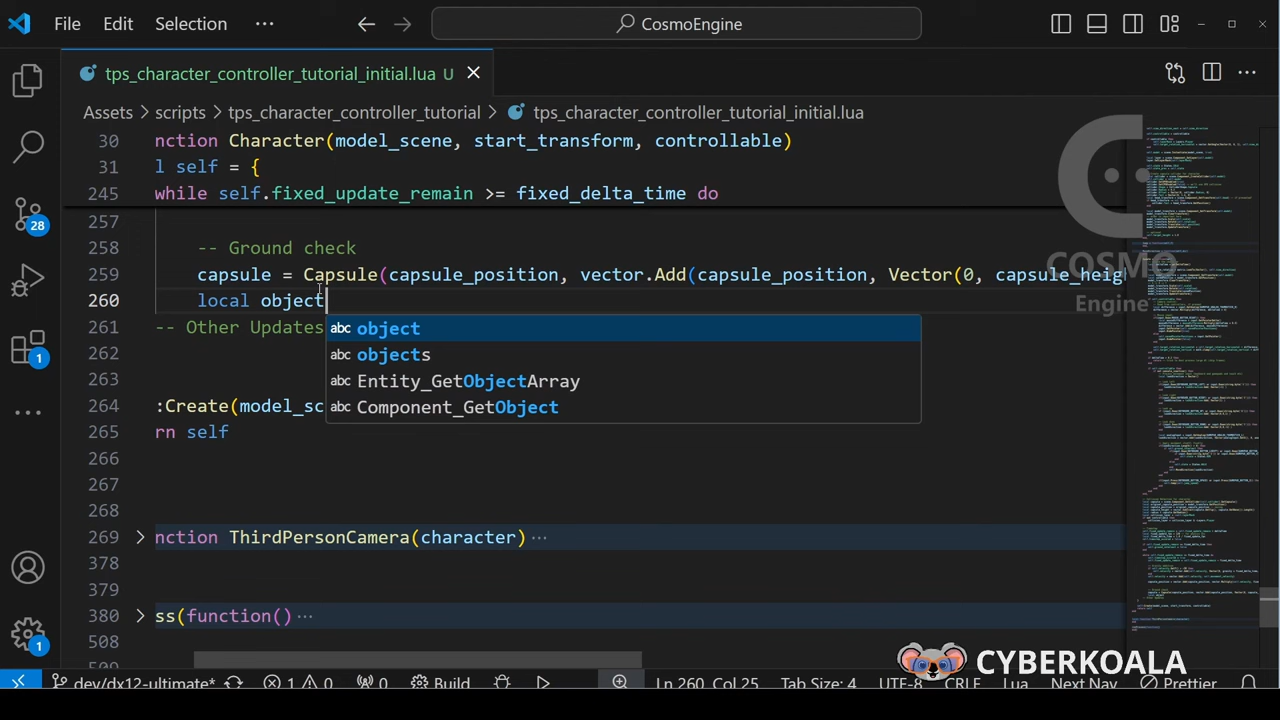 File Edit Selection ··· CosmoEngine
tps_character_controller_tutorial_initial.lua U
Assets > scripts > tps_character_controller_tutorial > tps_character_controller_tutorial_initial.lua
30 nction Character(model_scene, start_transform, controllable)
31 l self = {
245 while self.fixed_update_remain >= fixed_delta_time do
257
258 -- Ground check
259 capsule = Capsule(capsule_position, vector.Add(capsule_position, Vector(0, capsule_heig
260 local object
261 -- Other Updates
abc object
abc objects
abc Entity_GetObjectArray
abc Component_GetObject
262
263
264 :Create(model_sc
265 rn self
266
267
268
269 > nction ThirdPersonCamera(character) ···
378
379
380 > ss(function() ···
508
509
28
1
1
COSMO
Engine
CYBERKOALA
dev/dx12-ultimate* 1 0 0 Build Ln 260, Col 25 Tab Size: 4 UTF-8 CRLF Lua Next Nav Prettier